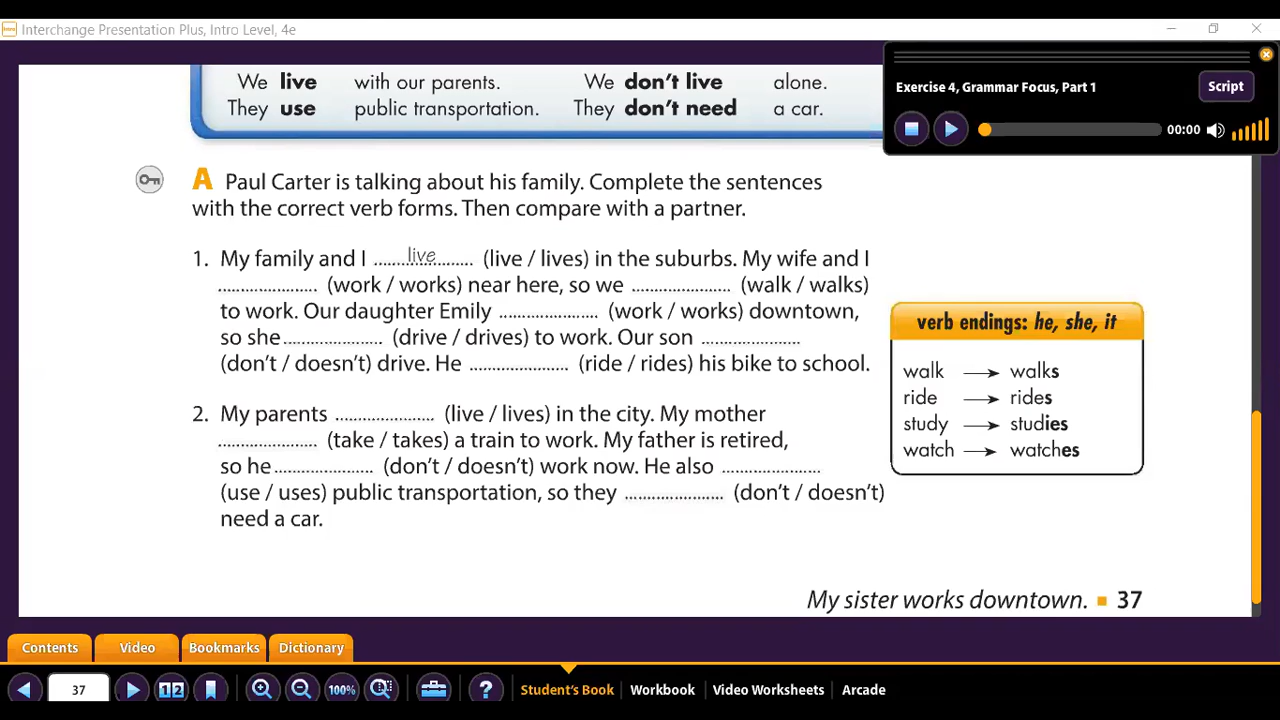 Interchange Presentation Plus, Intro Level, 4e
We live with our parents. We don't live alone.
They use public transportation. They don't need a car.
Exercise 4, Grammar Focus, Part 1
Script
00:00
A Paul Carter is talking about his family. Complete the sentences
with the correct verb forms. Then compare with a partner.
1. My family and I ......live...... (live / lives) in the suburbs. My wife and I
.................... (work / works) near here, so we .................... (walk / walks)
to work. Our daughter Emily .................... (work / works) downtown,
so she .................... (drive / drives) to work. Our son ....................
(don't / doesn't) drive. He .................... (ride / rides) his bike to school.
2. My parents .................... (live / lives) in the city. My mother
.................... (take / takes) a train to work. My father is retired,
so he .................... (don't / doesn't) work now. He also ....................
(use / uses) public transportation, so they .................... (don't / doesn't)
need a car.
verb endings: he, she, it
walk → walks
ride → rides
study → studies
watch → watches
My sister works downtown. ■ 37
Contents Video Bookmarks Dictionary
37 12 100% ? Student's Book Workbook Video Worksheets Arcade